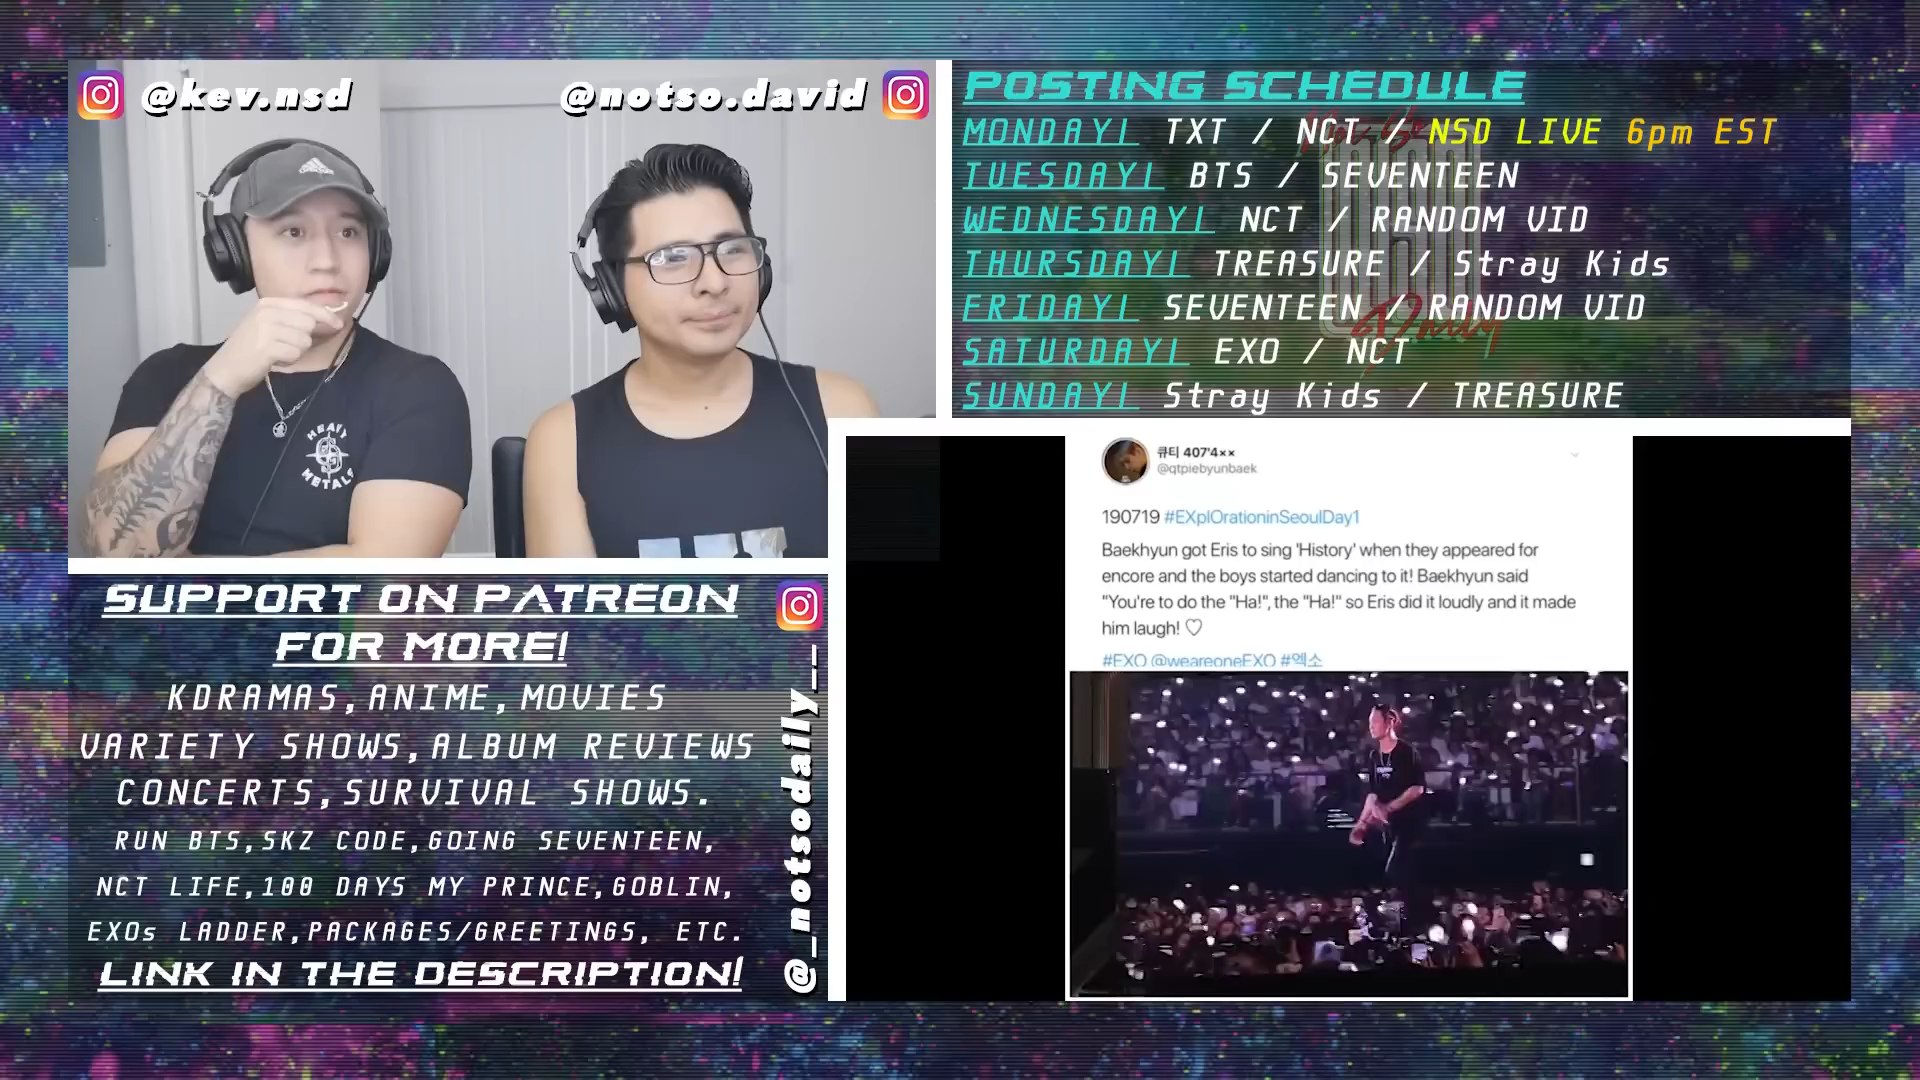 @kev.nsd
@notso.david
POSTING SCHEDULE
MONDAY| TXT / NCT / NSD LIVE 6pm EST
TUESDAY| BTS / SEVENTEEN
WEDNESDAY| NCT / RANDOM VID
THURSDAY| TREASURE / Stray Kids
FRIDAY| SEVENTEEN / RANDOM VID
SATURDAY| EXO / NCT
SUNDAY| Stray Kids / TREASURE
HEAVY
METALS
SUPPORT ON PATREON
FOR MORE!
KDRAMAS,ANIME,MOVIES
VARIETY SHOWS,ALBUM REVIEWS
CONCERTS,SURVIVAL SHOWS.
RUN BTS,SKZ CODE,GOING SEVENTEEN,
NCT LIFE,100 DAYS MY PRINCE,GOBLIN,
EXOs LADDER,PACKAGES/GREETINGS, ETC.
LINK IN THE DESCRIPTION!
@_notsodaily__
큐티 407'4××
@qtpiebyunbaek
190719 #EXplOrationinSeoulDay1
Baekhyun got Eris to sing 'History' when they appeared for
encore and the boys started dancing to it! Baekhyun said
"You're to do the "Ha!", the "Ha!" so Eris did it loudly and it made
him laugh! ♡
#EXO @weareoneEXO #엑소